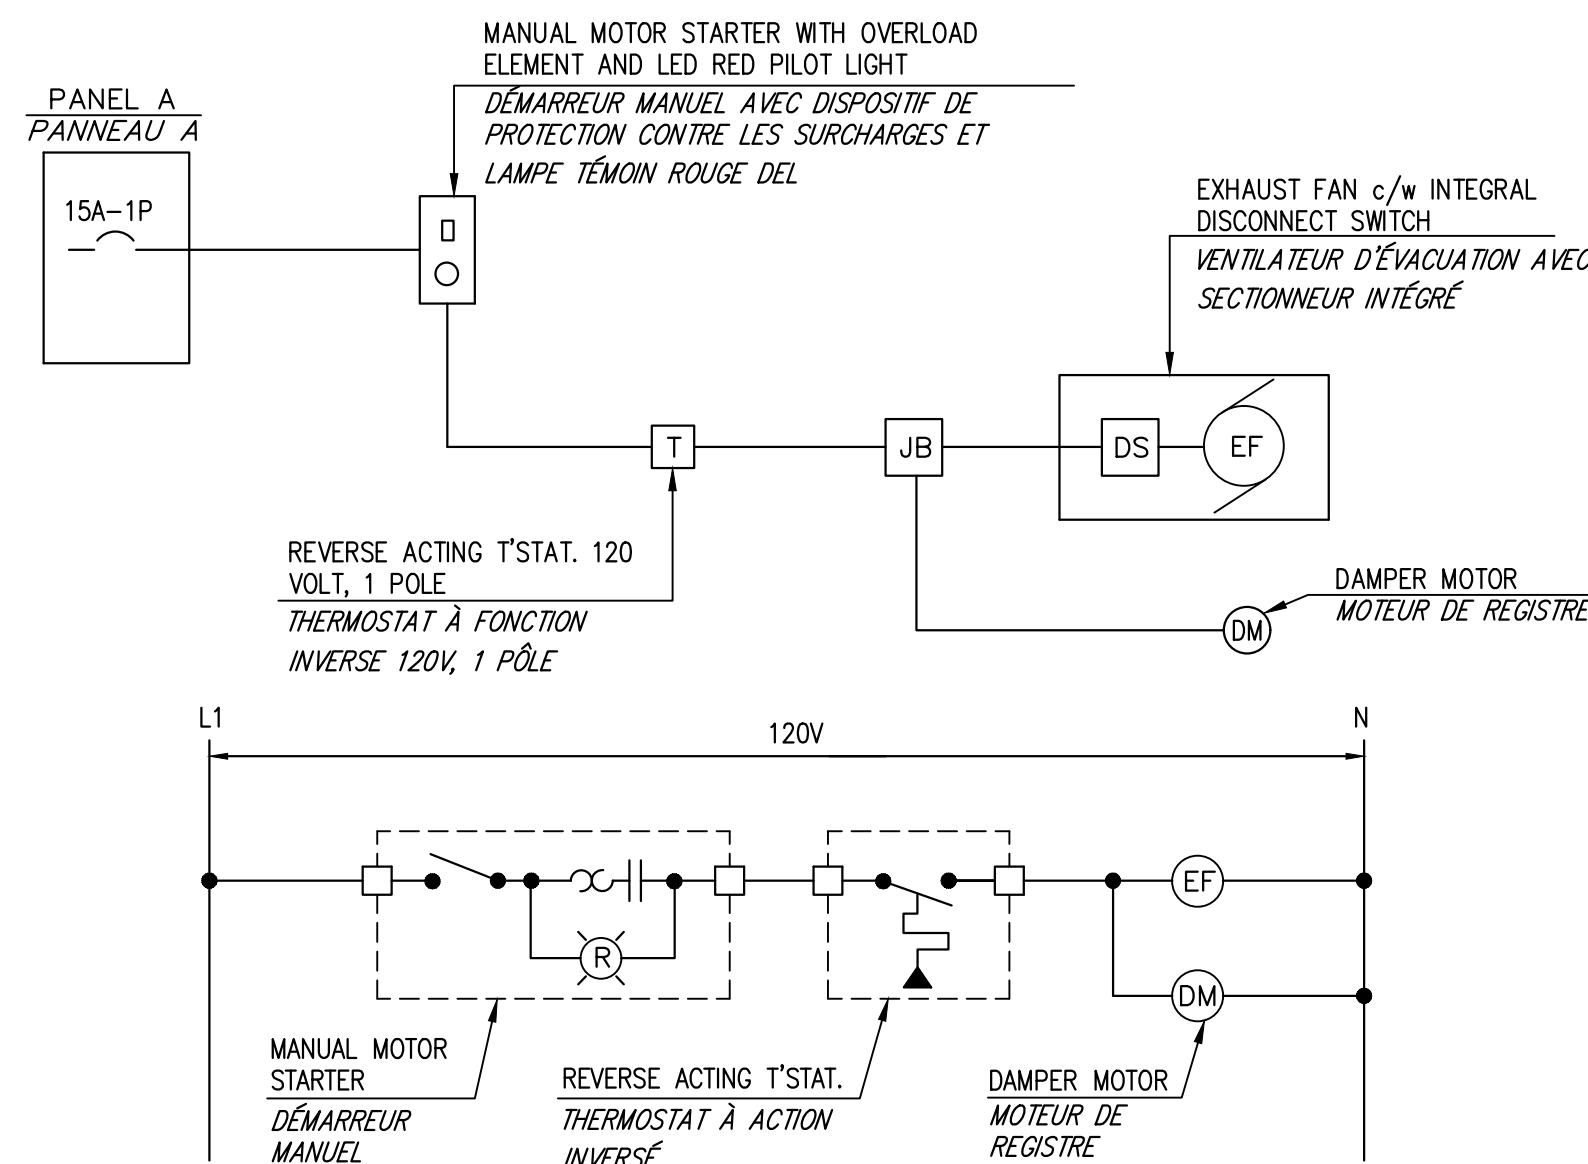 MANUAL MOTOR STARTER WITH OVERLOAD
ELEMENT AND LED RED PILOT LIGHT
DÉMARREUR MANUEL AVEC DISPOSITIF DE
PROTECTION CONTRE LES SURCHARGES ET
LAMPE TÉMOIN ROUGE DEL
PANEL A
PANNEAU A
15A-1P
EXHAUST FAN c/w INTEGRAL
DISCONNECT SWITCH
VENTILATEUR D'ÉVACUATION AVEC
SECTIONNEUR INTÉGRÉ
T
JB
DS
EF
REVERSE ACTING T'STAT. 120
VOLT, 1 POLE
THERMOSTAT À FONCTION
INVERSE 120V, 1 PÔLE
DAMPER MOTOR
MOTEUR DE REGISTRE
DM
L1
120V
N
EF
R
DM
MANUAL MOTOR
STARTER
DÉMARREUR
MANUEL
REVERSE ACTING T'STAT.
THERMOSTAT À ACTION
INVERSÉ
DAMPER MOTOR
MOTEUR DE
REGISTRE